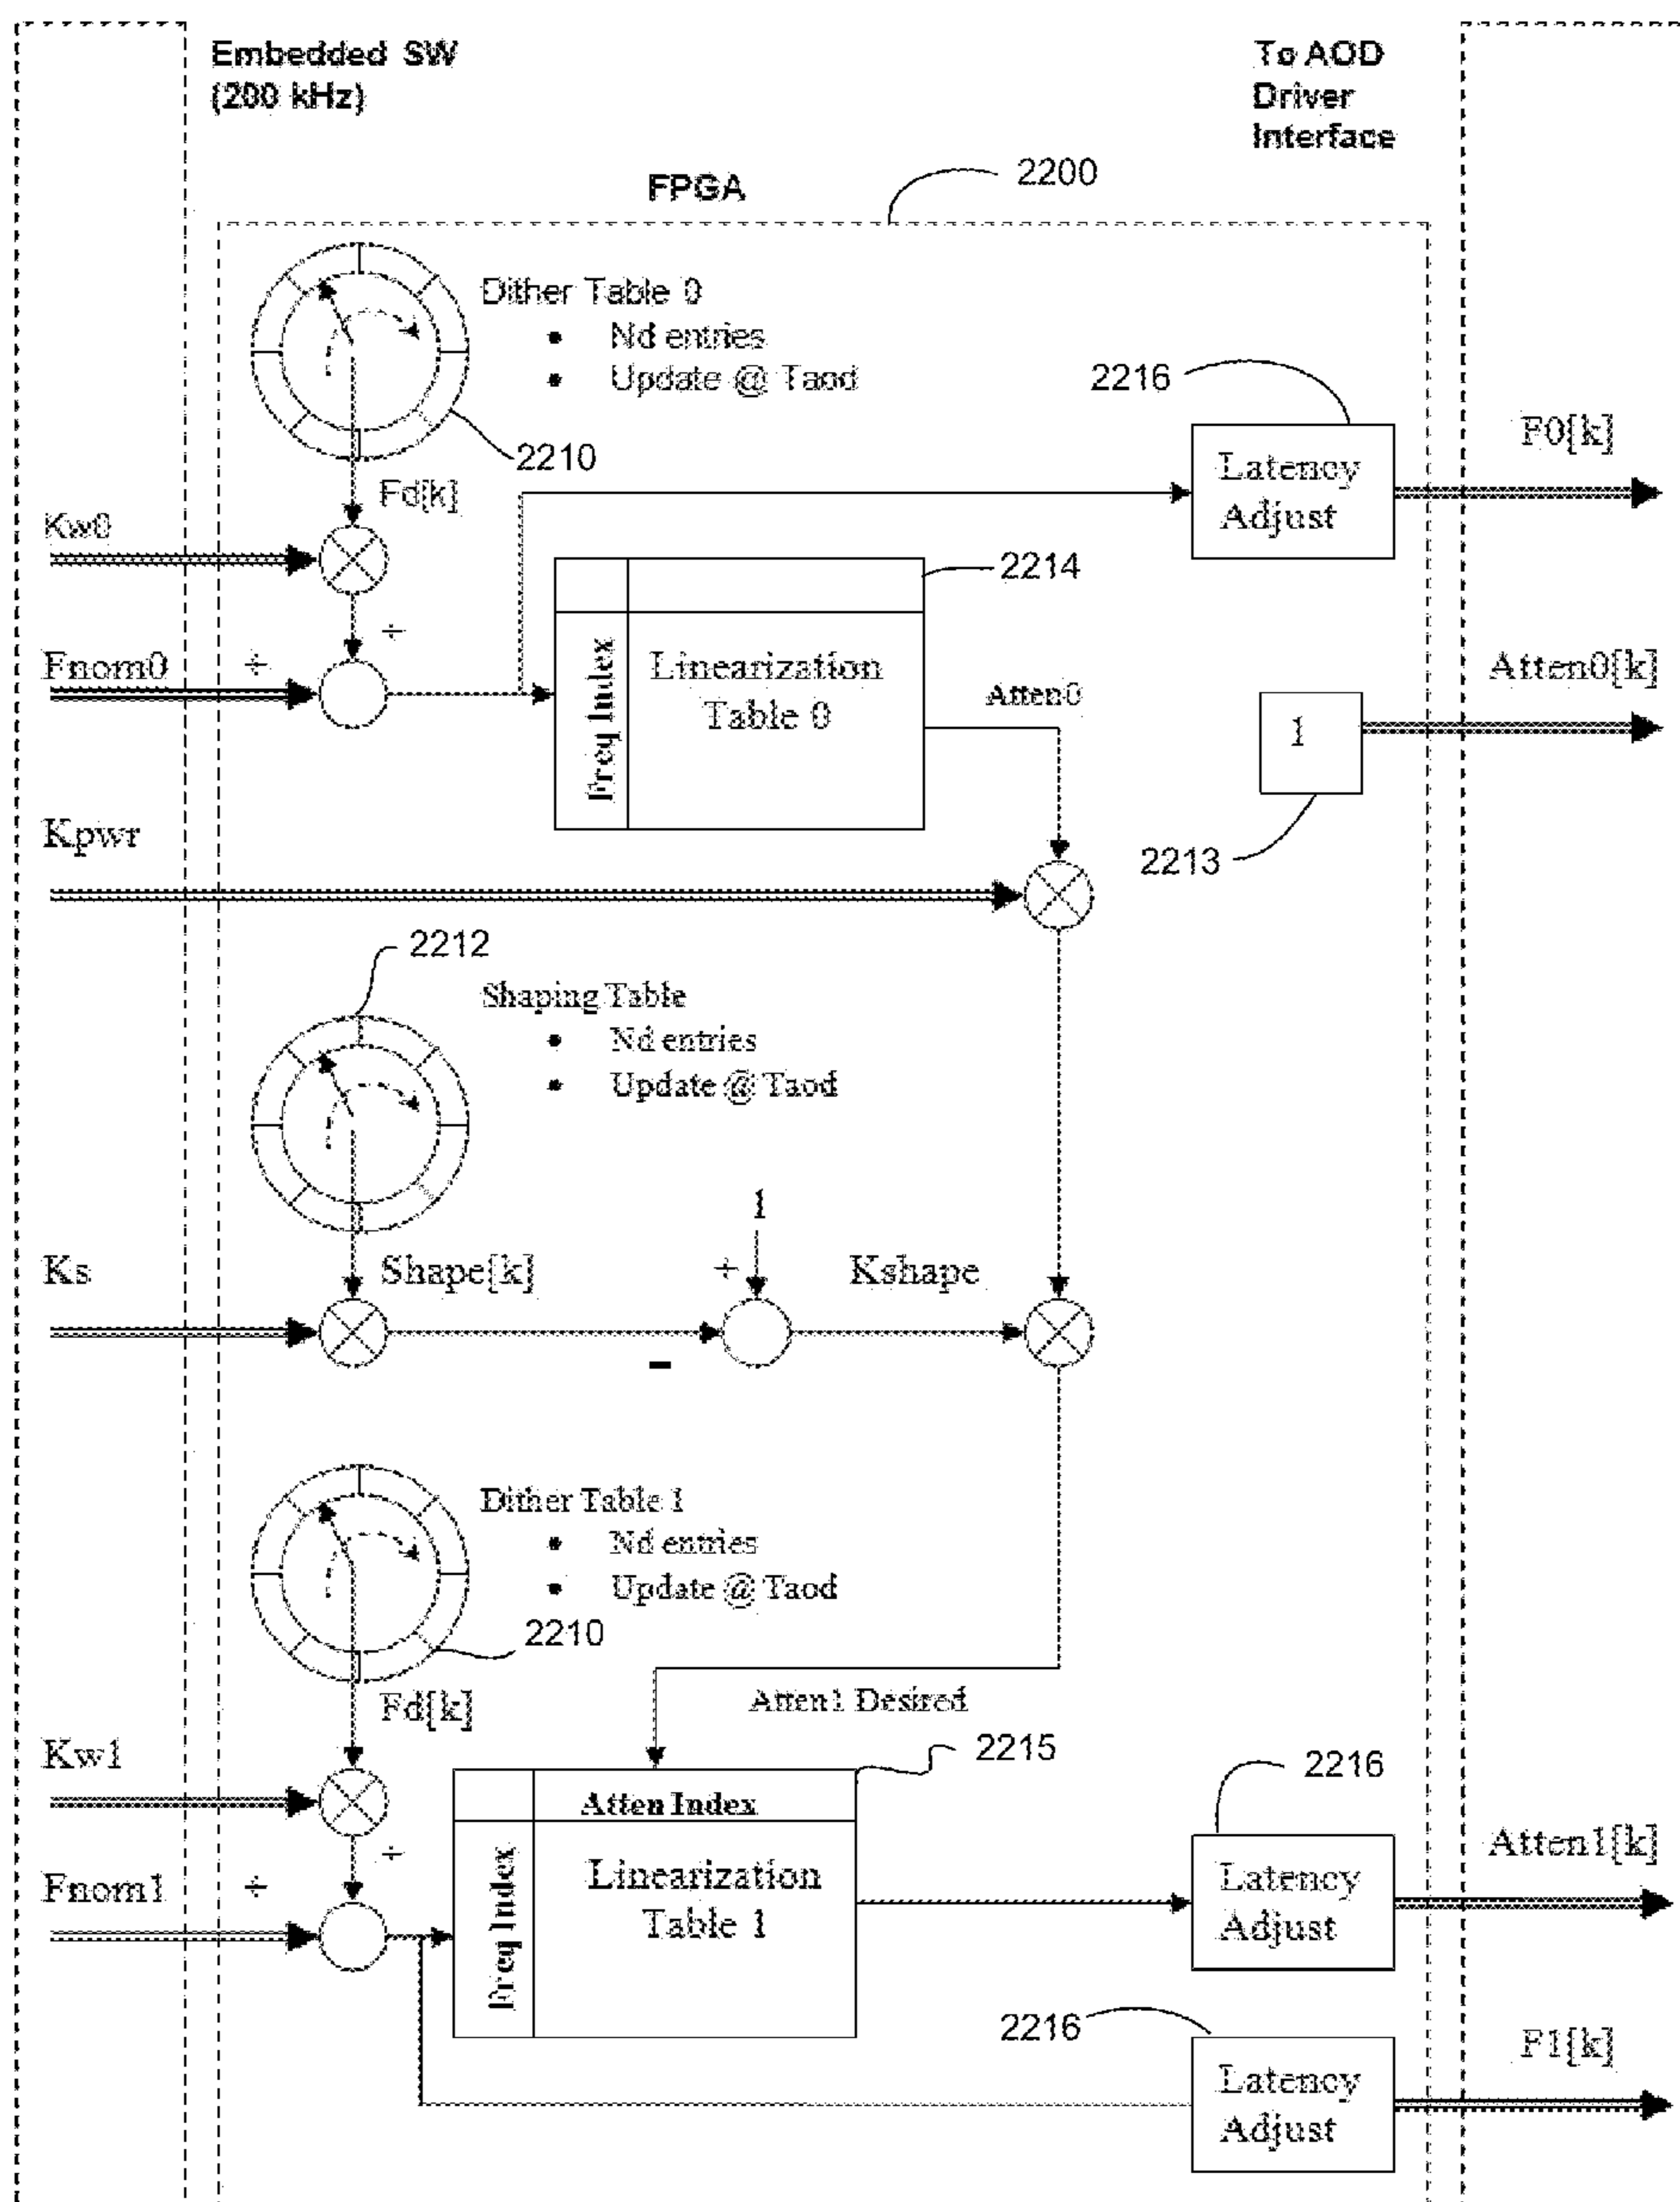 Embedded SW
(200 kHz)
To AOD
Driver
Interface
FPGA
2200
Dither Table 0
• Nd entries
• Update @ Taod
2210
2216
Fd[k]
Latency
Adjust
F0[k]
Kw0
2214
+
Fnom0
+
Freq Index
Linearization
Table 0
Atten0
Atten0[k]
1
2213
Kpwr
2212
Shaping Table
• Nd entries
• Update @ Taod
1
Ks
Shape[k]
+
Kshape
-
Dither Table 1
• Nd entries
• Update @ Taod
2210
Fd[k]
Atten1 Desired
Kw1
2215
2216
Atten Index
+
Fnom1
+
Freq Index
Linearization
Table 1
Latency
Adjust
Atten1[k]
2216
Latency
Adjust
F1[k]